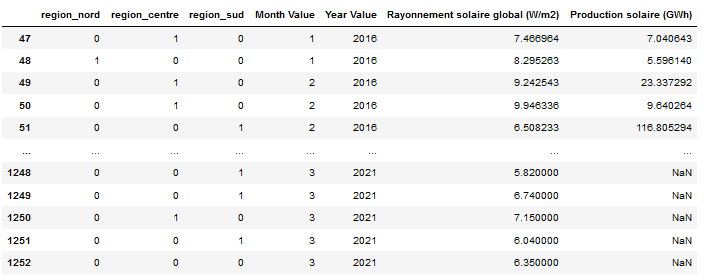 region_nord region_centre region_sud Month Value Year Value Rayonnement solaire global (W/m2) Production solaire (GWh)
47 0 1 0 1 2016 7.466964 7.040643
48 1 0 0 1 2016 8.295263 5.596140
49 0 1 0 2 2016 9.242543 23.337292
50 0 1 0 2 2016 9.946336 9.640264
51 0 0 1 2 2016 6.508233 116.805294
... ... ... ... ... ... ... ...
1248 0 0 1 3 2021 5.820000 NaN
1249 0 0 1 3 2021 6.740000 NaN
1250 0 1 0 3 2021 7.150000 NaN
1251 0 0 1 3 2021 6.040000 NaN
1252 0 0 0 3 2021 6.350000 NaN